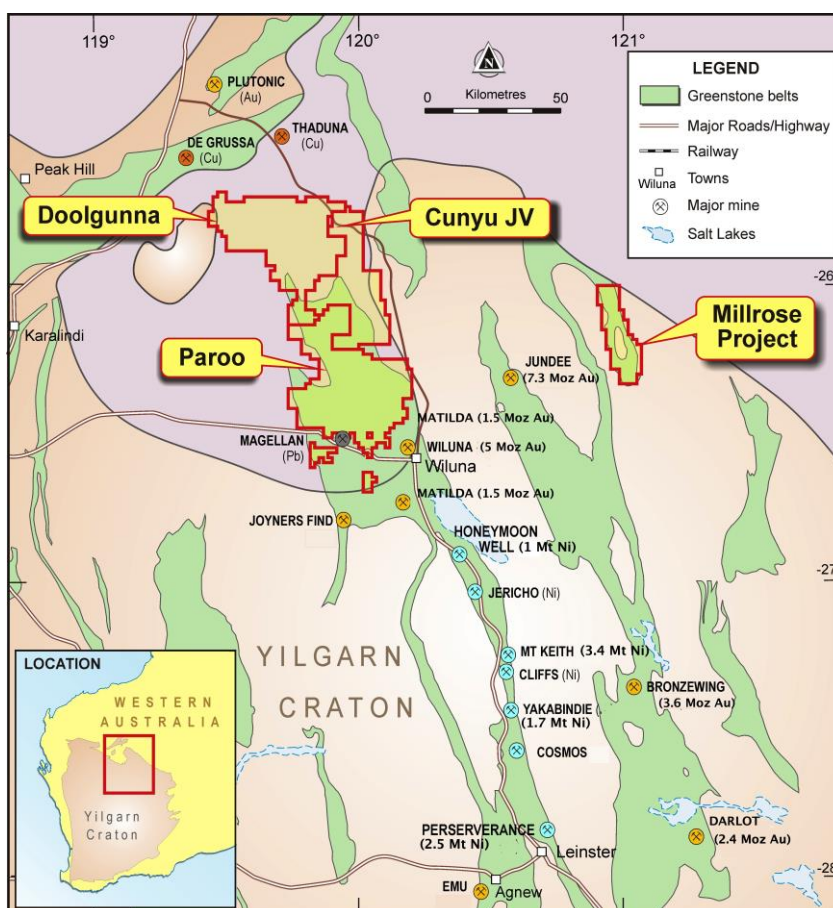 119°
120°
121°
N
Kilometres
0
50
LEGEND
Greenstone belts
Major Roads/Highway
Railway
Wiluna
Towns
Major mine
Salt Lakes
PLUTONIC
(Au)
THADUNA
(Cu)
DE GRUSSA
(Cu)
Peak Hill
Doolgunna
Cunyu JV
-26
Karalindi
Millrose
Project
Paroo
JUNDEE
(7.3 Moz Au)
MATILDA (1.5 Moz Au)
MAGELLAN
(Pb)
WILUNA (5 Moz Au)
Wiluna
MATILDA (1.5 Moz Au)
JOYNERS FIND
HONEYMOON
WELL (1 Mt Ni)
-27
JERICHO (Ni)
YILGARN
CRATON
MT KEITH (3.4 Mt Ni)
CLIFFS (Ni)
BRONZEWING
(3.6 Moz Au)
YAKABINDIE (
(1.7 Mt Ni)
COSMOS
DARLOT
(2.4 Moz Au)
PERSERVERANCE
(2.5 Mt Ni)
Leinster
-28
EMU
Agnew
LOCATION
WESTERN
AUSTRALIA
Yilgarn
Craton